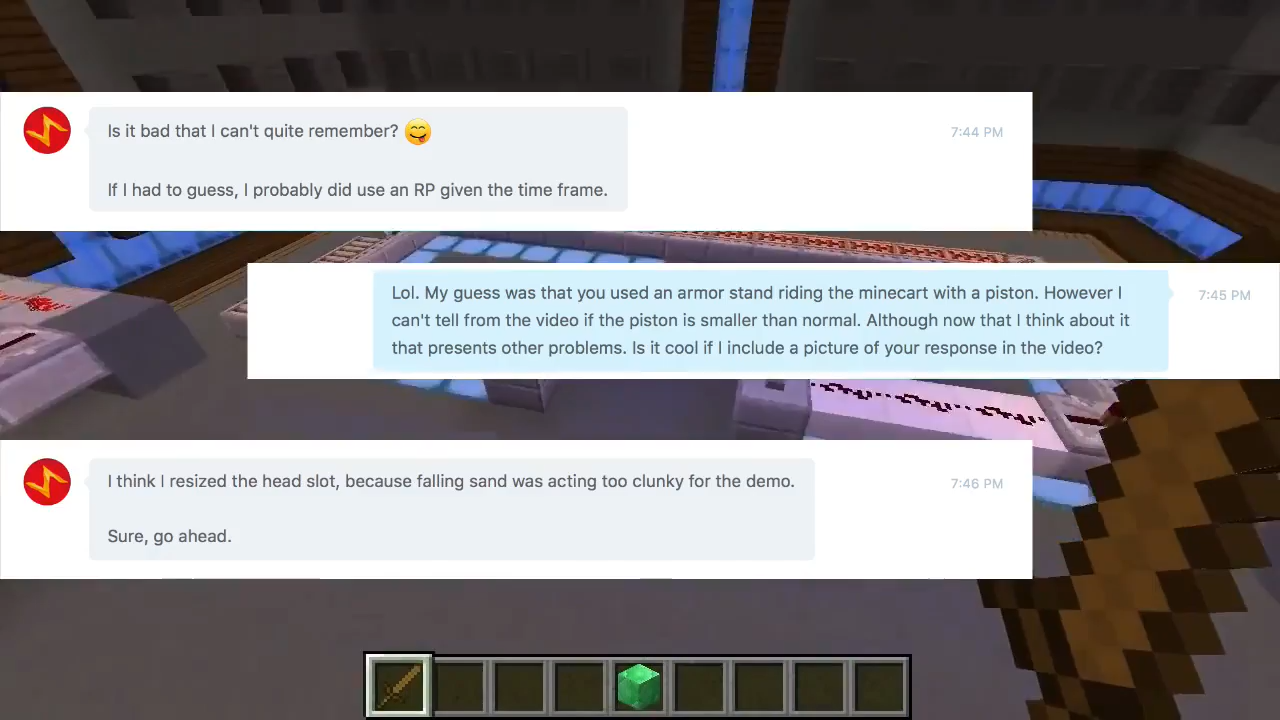 Is it bad that I can't quite remember? 😋
7:44 PM
If I had to guess, I probably did use an RP given the time frame.
Lol. My guess was that you used an armor stand riding the minecart with a piston. However I
7:45 PM
can't tell from the video if the piston is smaller than normal. Although now that I think about it
that presents other problems. Is it cool if I include a picture of your response in the video?
I think I resized the head slot, because falling sand was acting too clunky for the demo.
7:46 PM
Sure, go ahead.